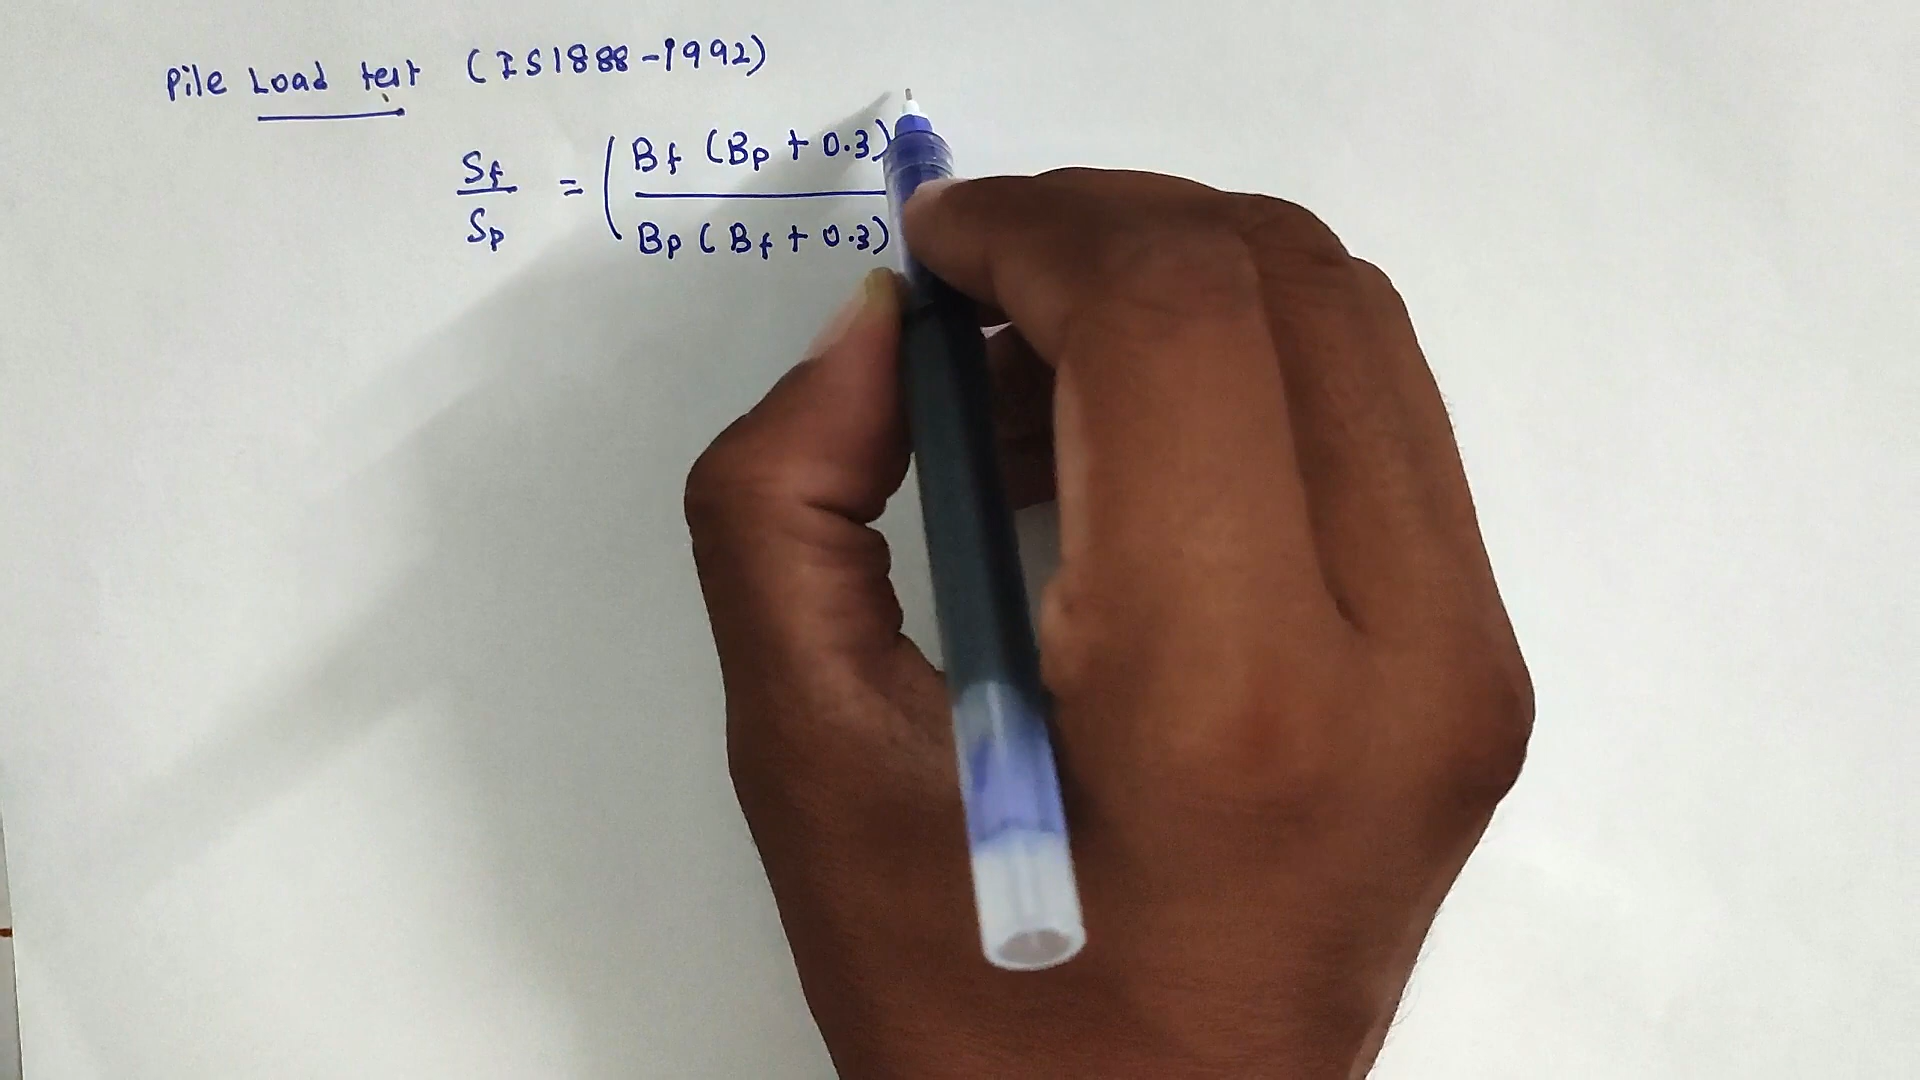 Pile Load test (IS1888-1992)
Sf / Sp = ( Bf (Bp + 0.3) / Bp (Bf + 0.3)